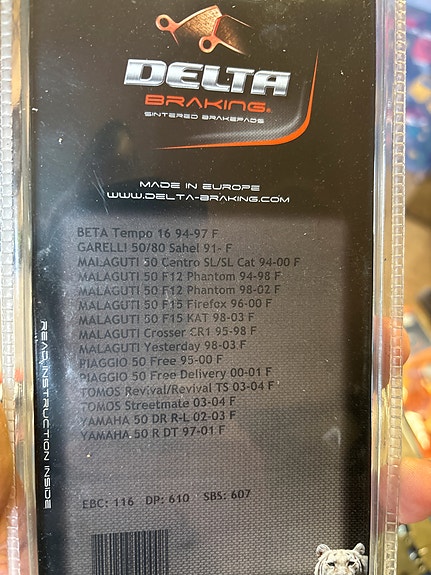 DELTA
BRAKING®
SINTERED BRAKEPADS
MADE IN EUROPE
WWW.DELTA-BRAKING.COM
BETA Tempo 16 94-97 F
GARELLI 50/80 Sahel 91- F
MALAGUTI 50 Centro SL/SL Cat 94-00 F
MALAGUTI 50 F12 Phantom 94-98 F
MALAGUTI 50 F12 Phantom 98-02 F
MALAGUTI 50 F15 Firefox 96-00 F
MALAGUTI 50 F15 KAT 98-03 F
MALAGUTI Crosser CR1 95-98 F
MALAGUTI Yesterday 98-03 F
PIAGGIO 50 Free 95-00 F
PIAGGIO 50 Free Delivery 00-01 F
TOMOS Revival/Revival TS 03-04 F
TOMOS Streetmate 03-04 F
YAMAHA 50 DR R-L 02-03 F
YAMAHA 50 R DT 97-01 F
EBC: 116 DP: 610 SBS: 607
READ INSTRUCTION INSIDE